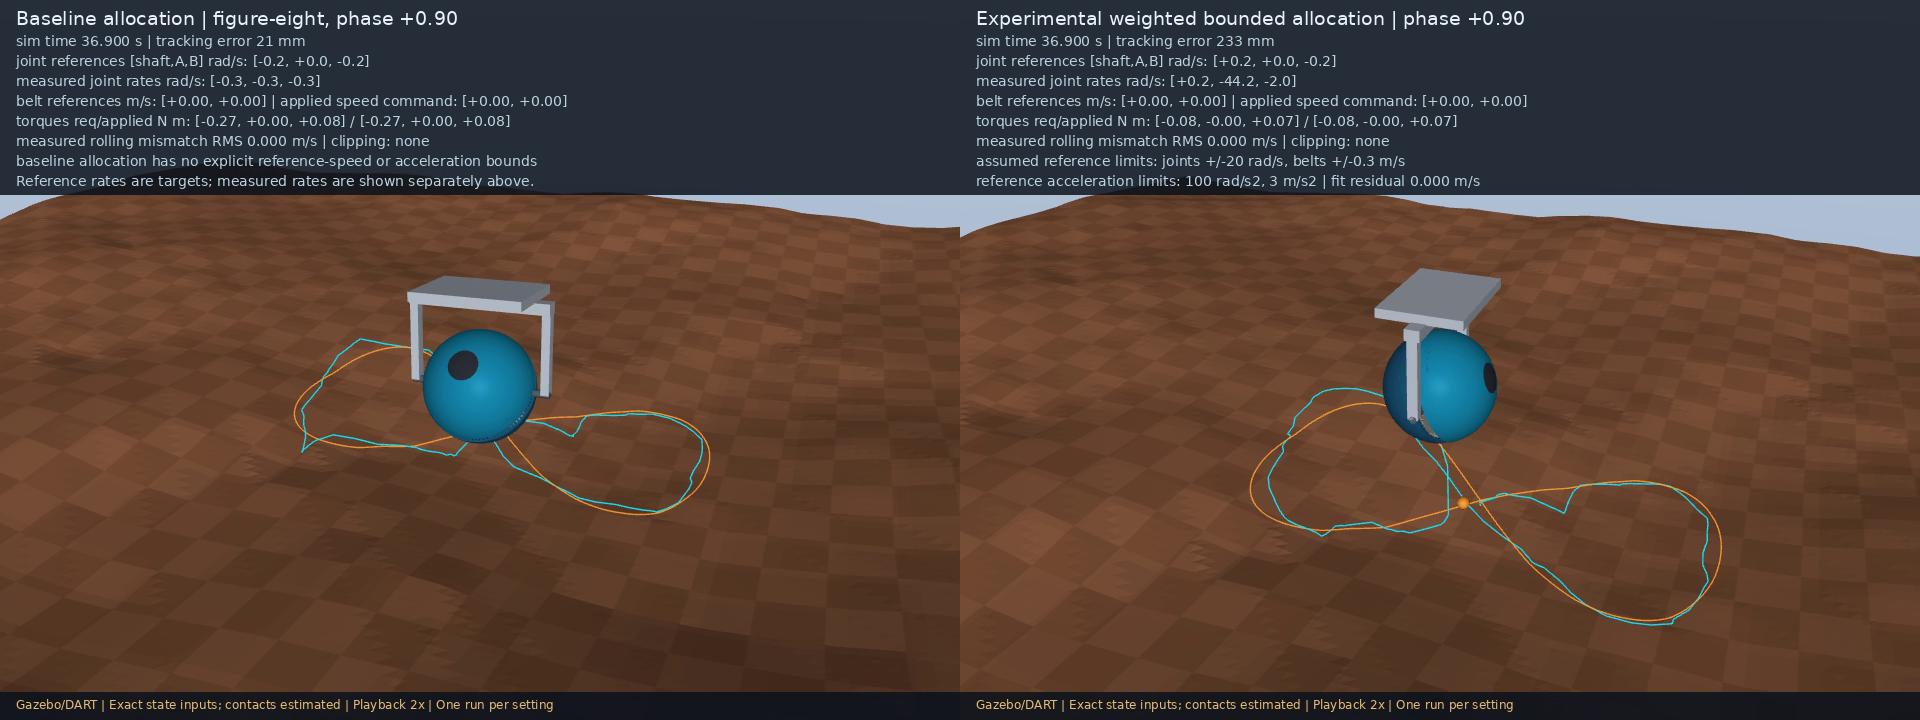 Baseline allocation | figure-eight, phase +0.90
sim time 36.900 s | tracking error 21 mm
joint references [shaft,A,B] rad/s: [-0.2, +0.0, -0.2]
measured joint rates rad/s: [-0.3, -0.3, -0.3]
belt references m/s: [+0.00, +0.00] | applied speed command: [+0.00, +0.00]
torques req/applied N m: [-0.27, +0.00, +0.08] / [-0.27, +0.00, +0.08]
measured rolling mismatch RMS 0.000 m/s | clipping: none
baseline allocation has no explicit reference-speed or acceleration bounds
Reference rates are targets; measured rates are shown separately above.
Gazebo/DART | Exact state inputs; contacts estimated | Playback 2x | One run per setting
Experimental weighted bounded allocation | phase +0.90
sim time 36.900 s | tracking error 233 mm
joint references [shaft,A,B] rad/s: [+0.2, +0.0, -0.2]
measured joint rates rad/s: [+0.2, -44.2, -2.0]
belt references m/s: [+0.00, +0.00] | applied speed command: [+0.00, +0.00]
torques req/applied N m: [-0.08, -0.00, +0.07] / [-0.08, -0.00, +0.07]
measured rolling mismatch RMS 0.000 m/s | clipping: none
assumed reference limits: joints +/-20 rad/s, belts +/-0.3 m/s
reference acceleration limits: 100 rad/s2, 3 m/s2 | fit residual 0.000 m/s
Gazebo/DART | Exact state inputs; contacts estimated | Playback 2x | One run per setting